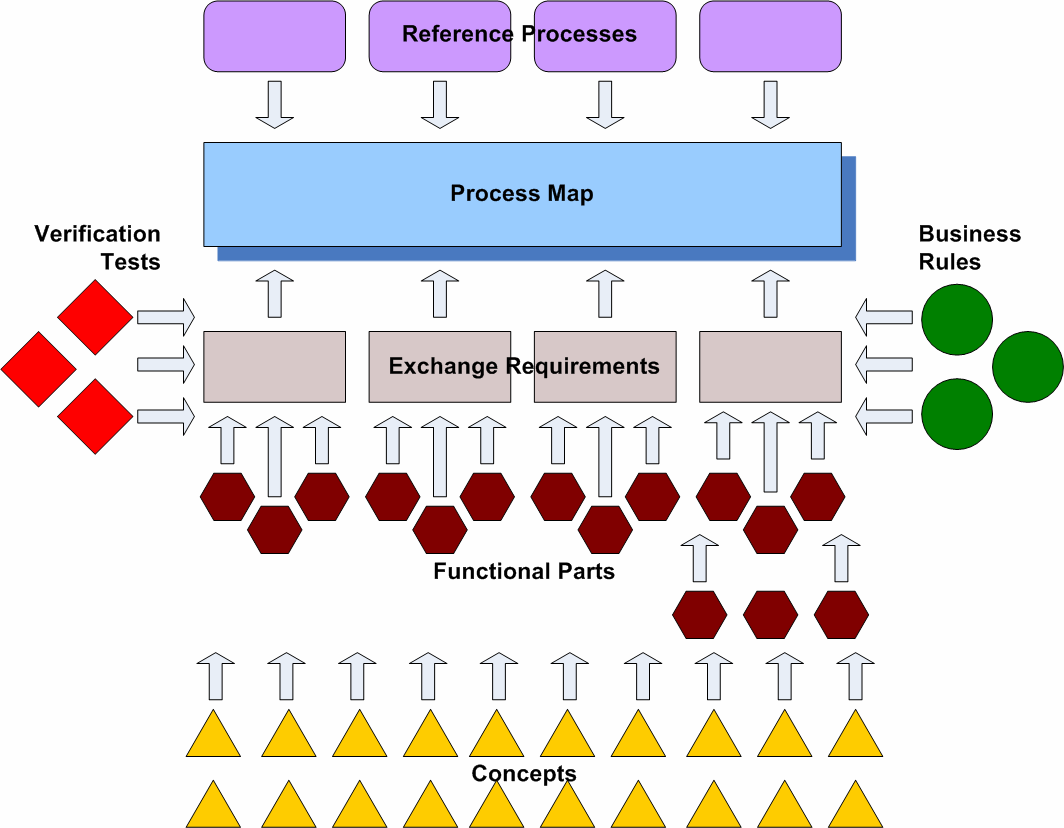 Reference Processes
Process Map
Verification
Tests
Business
Rules
Exchange Requirements
Functional Parts
Concepts